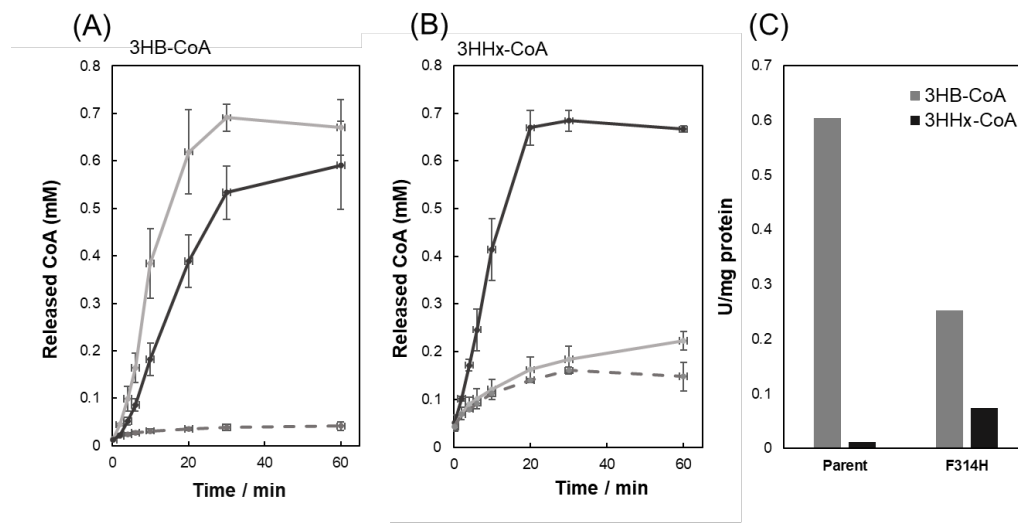 (A)
3HB-CoA
0.8
0.7
0.6
0.5
0.4
0.3
0.2
0.1
0
0 20 40 60
Released CoA (mM)
Time / min
(B)
3HHx-CoA
0.8
0.7
0.6
0.5
0.4
0.3
0.2
0.1
0
0 20 40 60
Released CoA (mM)
Time / min
(C)
0.7
0.6
0.5
0.4
0.3
0.2
0.1
0
U/mg protein
3HB-CoA
3HHx-CoA
Parent F314H